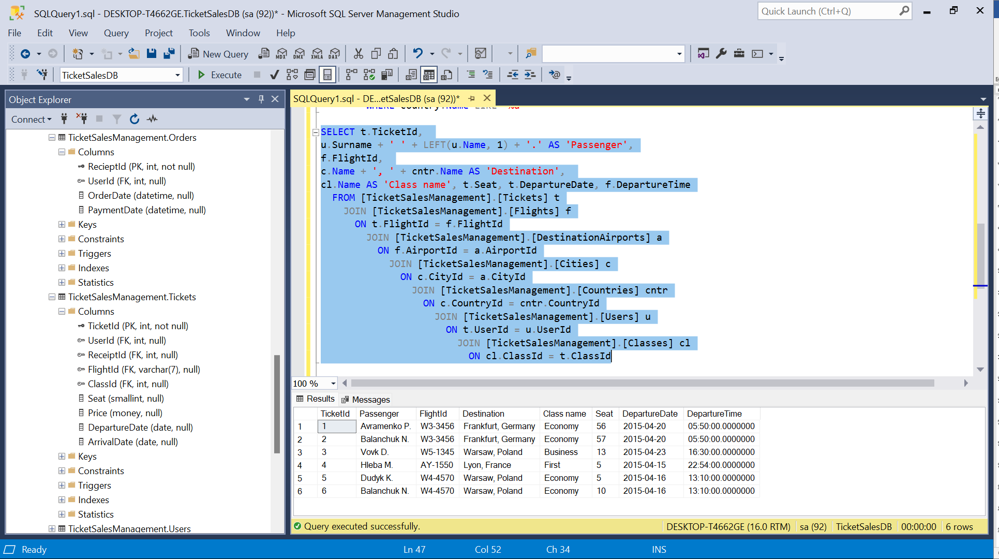 SQLQuery1.sql - DESKTOP-T4662GE.TicketSalesDB (sa (92))* - Microsoft SQL Server Management Studio
Quick Launch (Ctrl+Q)
File Edit View Query Project Tools Window Help
New Query MDX DMX XMLA DAX
TicketSalesDB Execute
Object Explorer
Connect
TicketSalesManagement.Orders
Columns
RecieptId (PK, int, not null)
UserId (FK, int, null)
OrderDate (datetime, null)
PaymentDate (datetime, null)
Keys
Constraints
Triggers
Indexes
Statistics
TicketSalesManagement.Tickets
Columns
TicketId (PK, int, not null)
UserId (FK, int, null)
ReceiptId (FK, int, null)
FlightId (FK, varchar(7), null)
ClassId (FK, int, null)
Seat (smallint, null)
Price (money, null)
DepartureDate (date, null)
ArrivalDate (date, null)
Keys
Constraints
Triggers
Indexes
Statistics
TicketSalesManagement.Users
SQLQuery1.sql - DE...etSalesDB (sa (92))*
SELECT t.TicketId,
u.Surname + ' ' + LEFT(u.Name, 1) + '.' AS 'Passenger',
f.FlightId,
c.Name + ', ' + cntr.Name AS 'Destination',
cl.Name AS 'Class name', t.Seat, t.DepartureDate, f.DepartureTime
FROM [TicketSalesManagement].[Tickets] t
JOIN [TicketSalesManagement].[Flights] f
ON t.FlightId = f.FlightId
JOIN [TicketSalesManagement].[DestinationAirports] a
ON f.AirportId = a.AirportId
JOIN [TicketSalesManagement].[Cities] c
ON c.CityId = a.CityId
JOIN [TicketSalesManagement].[Countries] cntr
ON c.CountryId = cntr.CountryId
JOIN [TicketSalesManagement].[Users] u
ON t.UserId = u.UserId
JOIN [TicketSalesManagement].[Classes] cl
ON cl.ClassId = t.ClassId
100 %
Results Messages
TicketId Passenger FlightId Destination Class name Seat DepartureDate DepartureTime
1 1 Avramenko P. W3-3456 Frankfurt, Germany Economy 56 2015-04-20 05:50:00.0000000
2 2 Balanchuk N. W3-3456 Frankfurt, Germany Economy 57 2015-04-20 05:50:00.0000000
3 3 Vovk D. W5-1345 Warsaw, Poland Business 13 2015-04-23 16:30:00.0000000
4 4 Hleba M. AY-1550 Lyon, France First 5 2015-04-15 22:54:00.0000000
5 5 Dudyk K. W4-4570 Warsaw, Poland Economy 5 2015-04-16 13:10:00.0000000
6 6 Balanchuk N. W4-4570 Warsaw, Poland Economy 10 2015-04-16 13:10:00.0000000
Query executed successfully. DESKTOP-T4662GE (16.0 RTM) sa (92) TicketSalesDB 00:00:00 6 rows
Ready Ln 47 Col 52 Ch 34 INS